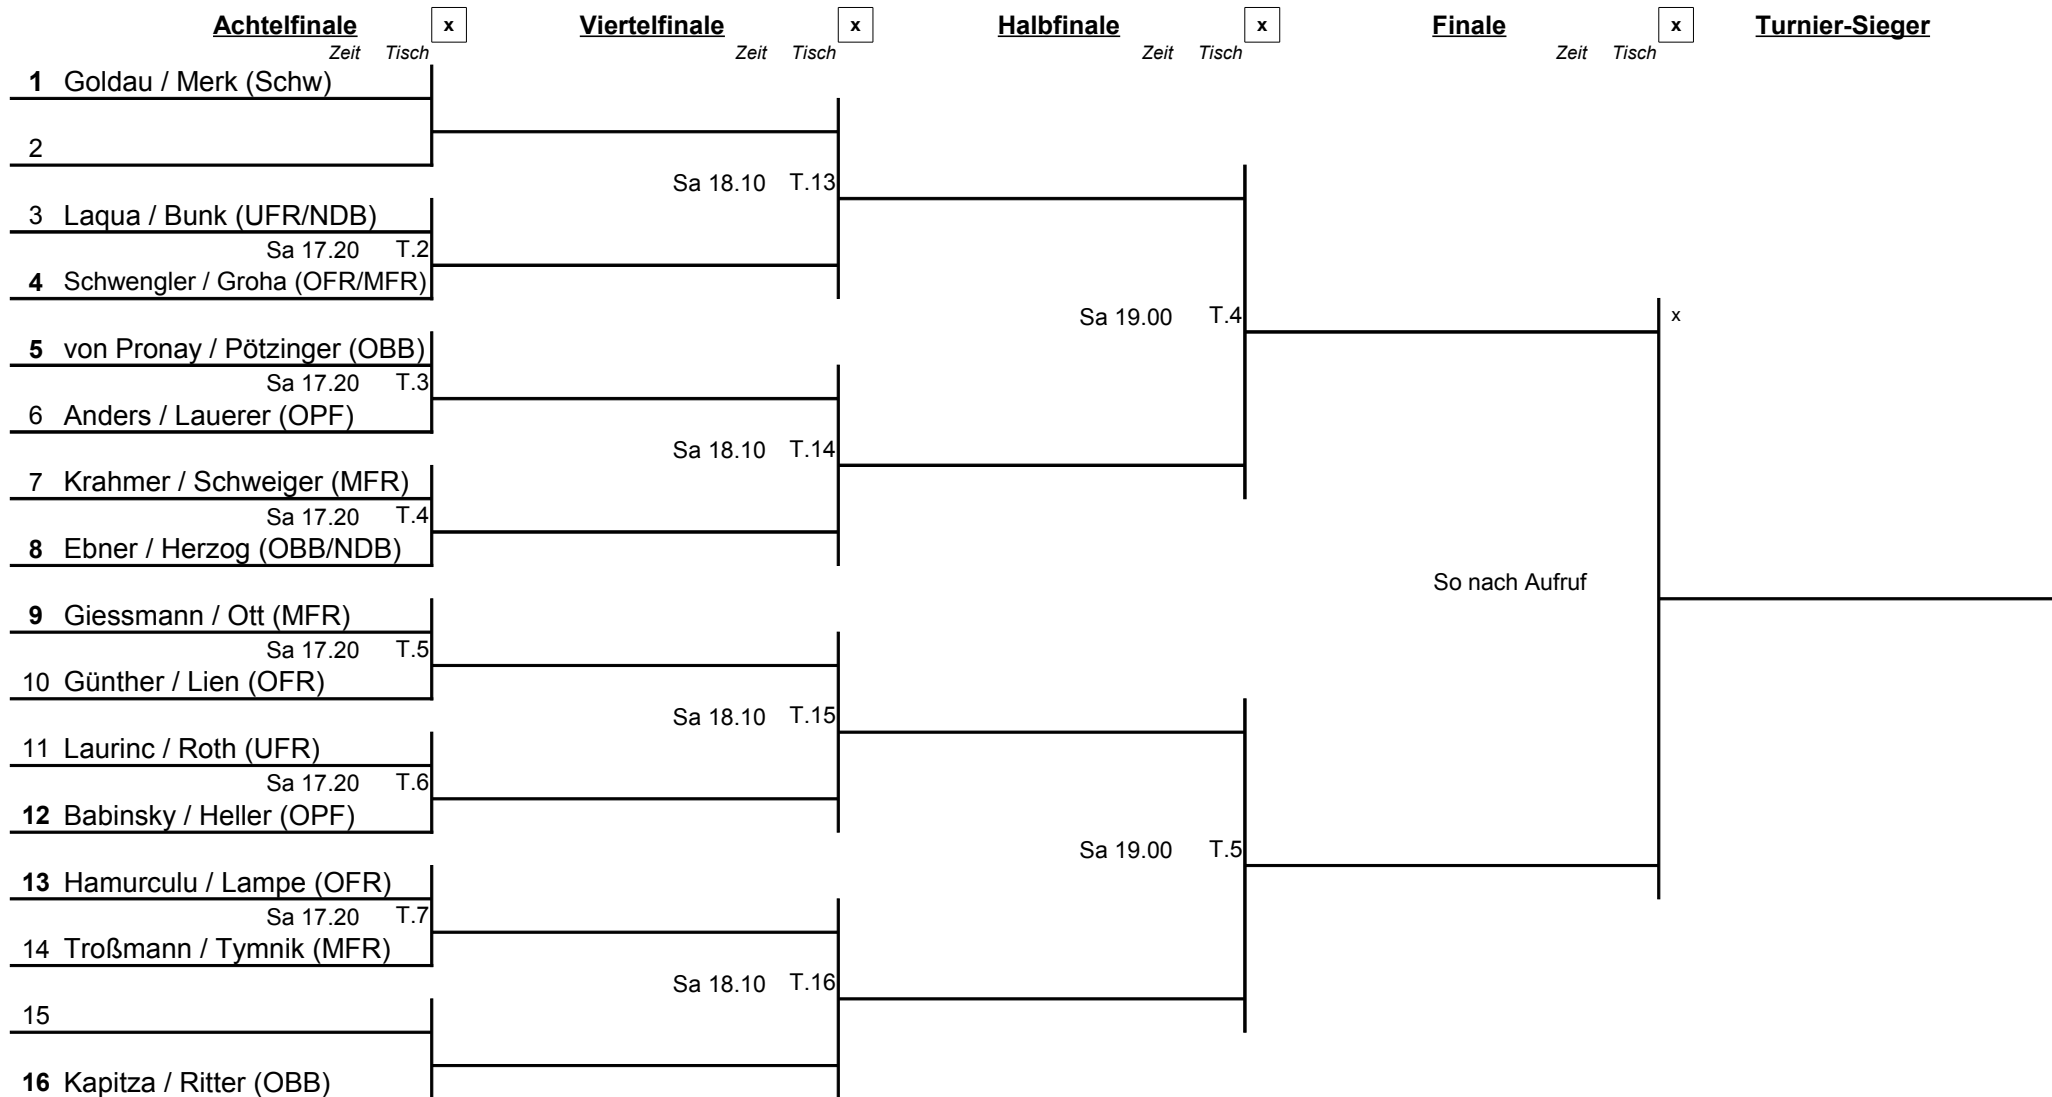 Achtelfinale x Viertelfinale x Halbfinale x Finale x Turnier-Sieger
Zeit Tisch Zeit Tisch Zeit Tisch Zeit Tisch
1 Goldau / Merk (Schw)
2
Sa 18.10 T.13
3 Laqua / Bunk (UFR/NDB)
Sa 17.20 T.2
4 Schwengler / Groha (OFR/MFR)
Sa 19.00 T.4 x
5 von Pronay / Pötzinger (OBB)
Sa 17.20 T.3
6 Anders / Lauerer (OPF)
Sa 18.10 T.14
7 Krahmer / Schweiger (MFR)
Sa 17.20 T.4
8 Ebner / Herzog (OBB/NDB)
So nach Aufruf
9 Giessmann / Ott (MFR)
Sa 17.20 T.5
10 Günther / Lien (OFR)
Sa 18.10 T.15
11 Laurinc / Roth (UFR)
Sa 17.20 T.6
12 Babinsky / Heller (OPF)
Sa 19.00 T.5
13 Hamurculu / Lampe (OFR)
Sa 17.20 T.7
14 Troßmann / Tymnik (MFR)
Sa 18.10 T.16
15
16 Kapitza / Ritter (OBB)